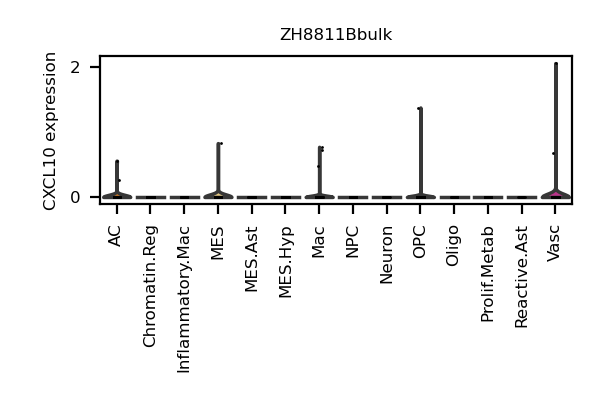 ZH8811Bbulk
CXCL10 expression
2
0
AC
Chromatin.Reg
Inflammatory.Mac
MES
MES.Ast
MES.Hyp
Mac
NPC
Neuron
OPC
Oligo
Prolif.Metab
Reactive.Ast
Vasc